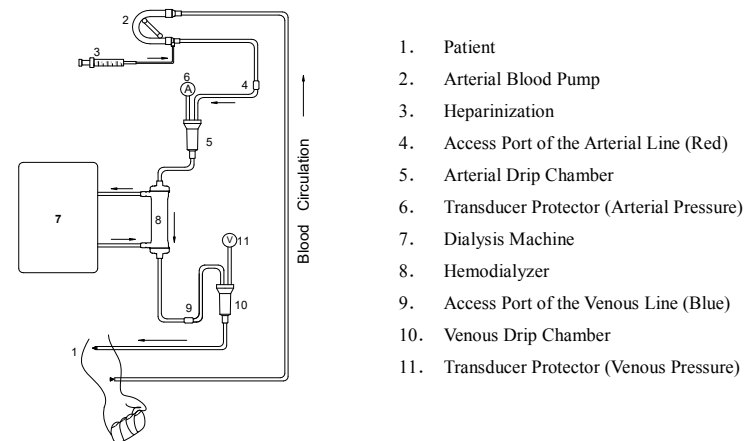 2
3
6
A
4
5
7
8
V
11
9
10
1
Blood Circulation
1. Patient
2. Arterial Blood Pump
3. Heparinization
4. Access Port of the Arterial Line (Red)
5. Arterial Drip Chamber
6. Transducer Protector (Arterial Pressure)
7. Dialysis Machine
8. Hemodialyzer
9. Access Port of the Venous Line (Blue)
10. Venous Drip Chamber
11. Transducer Protector (Venous Pressure)